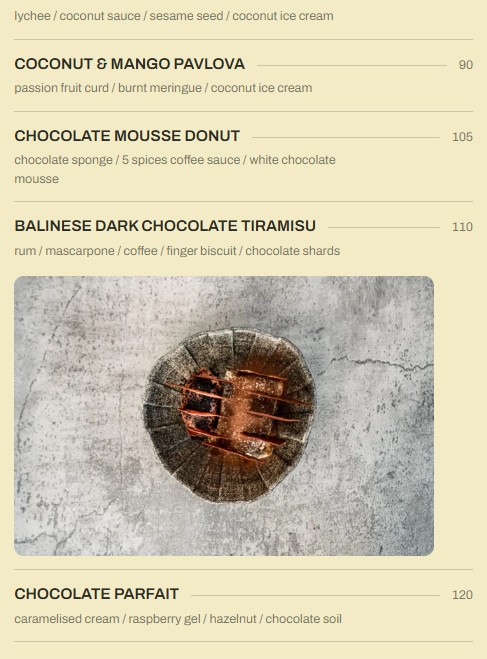 lychee / coconut sauce / sesame seed / coconut ice cream
COCONUT & MANGO PAVLOVA 90
passion fruit curd / burnt meringue / coconut ice cream
CHOCOLATE MOUSSE DONUT 105
chocolate sponge / 5 spices coffee sauce / white chocolate
mousse
BALINESE DARK CHOCOLATE TIRAMISU 110
rum / mascarpone / coffee / finger biscuit / chocolate shards
CHOCOLATE PARFAIT 120
caramelised cream / raspberry gel / hazelnut / chocolate soil